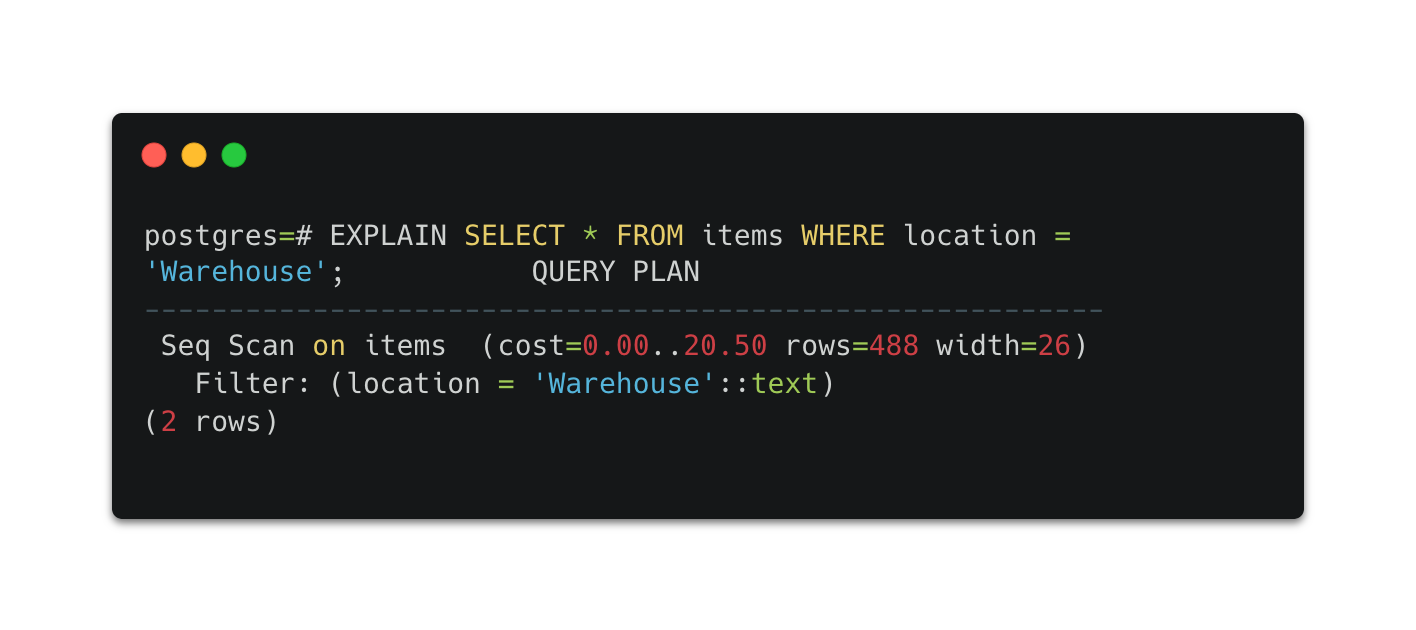 postgres=# EXPLAIN SELECT * FROM items WHERE location =
'Warehouse';           QUERY PLAN
---------------------------------------------------------
 Seq Scan on items  (cost=0.00..20.50 rows=488 width=26)
   Filter: (location = 'Warehouse'::text)
(2 rows)